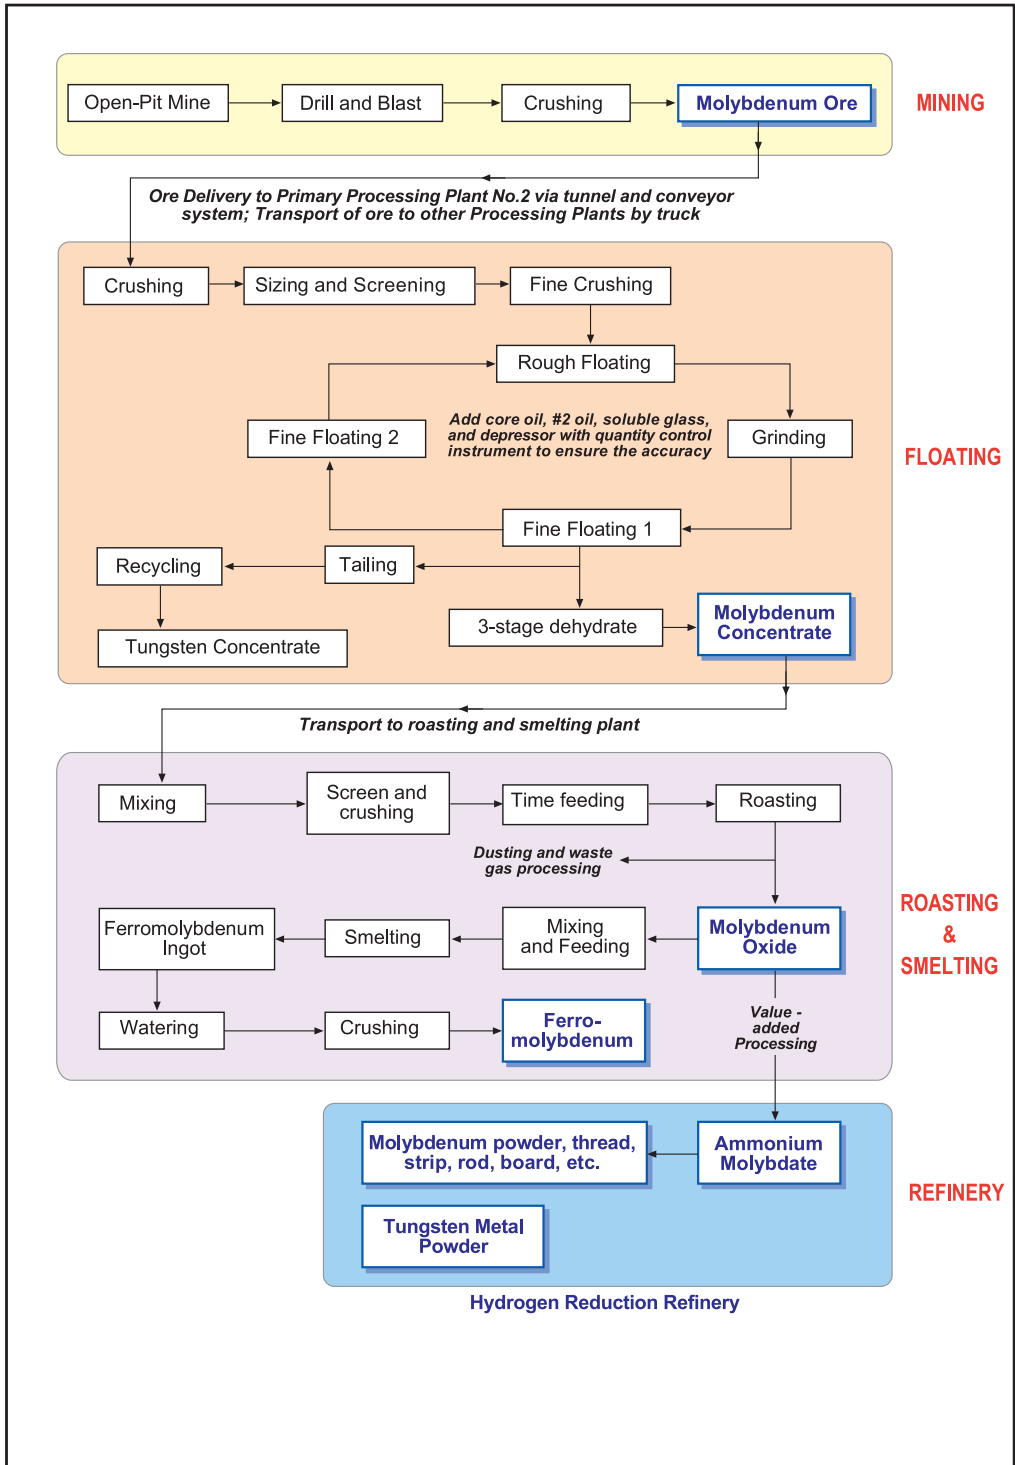 Open-Pit Mine
Drill and Blast
Crushing
Molybdenum Ore
MINING
Ore Delivery to Primary Processing Plant No.2 via tunnel and conveyor
system; Transport of ore to other Processing Plants by truck
Crushing
Sizing and Screening
Fine Crushing
Rough Floating
Fine Floating 2
Add core oil, #2 oil, soluble glass,
and depressor with quantity control
instrument to ensure the accuracy
Grinding
FLOATING
Fine Floating 1
Recycling
Tailing
Tungsten Concentrate
3-stage dehydrate
Molybdenum
Concentrate
Transport to roasting and smelting plant
Mixing
Screen and
crushing
Time feeding
Roasting
Dusting and waste
gas processing
Ferromolybdenum
Ingot
Smelting
Mixing
and Feeding
Molybdenum
Oxide
ROASTING
&
SMELTING
Watering
Crushing
Ferro-
molybdenum
Value -
added
Processing
Molybdenum powder, thread,
strip, rod, board, etc.
Ammonium
Molybdate
REFINERY
Tungsten Metal
Powder
Hydrogen Reduction Refinery